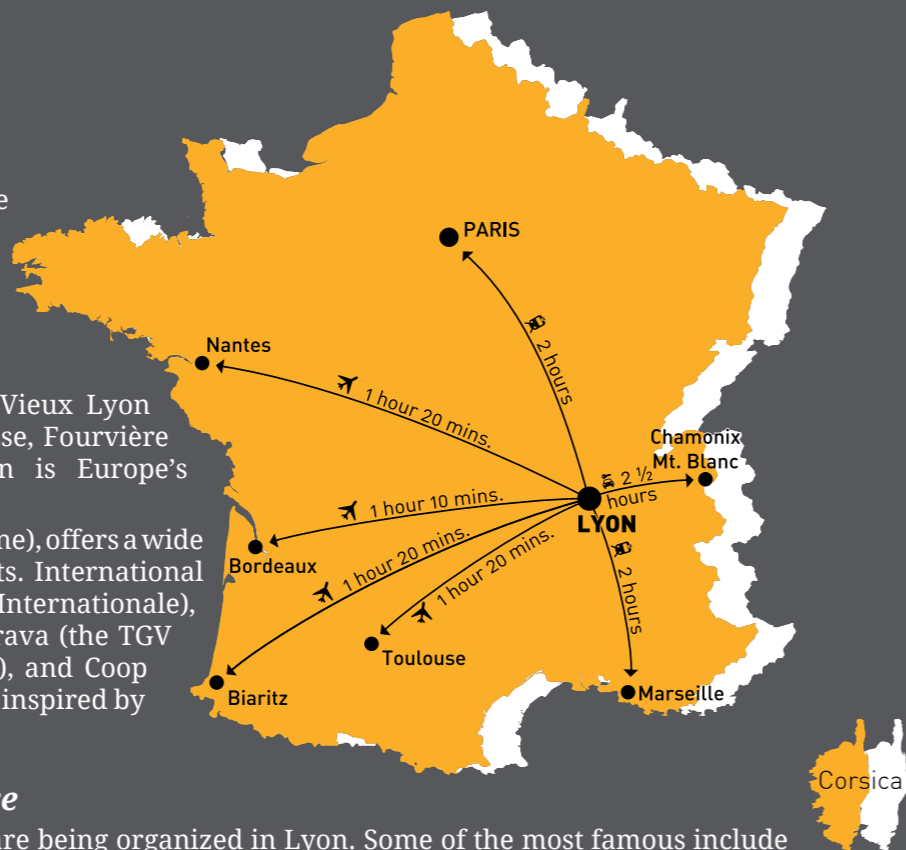 e
Vieux Lyon
sse, Fourvière
n is Europe’s
ne), offers a wide
ts. International
Internationale),
rava (the TGV
), and Coop
inspired by
e
are being organized in Lyon. Some of the most famous include
PARIS
2 hours
Nantes
1 hour 20 mins.
Chamonix
Mt. Blanc
2 ½
hours
LYON
1 hour 10 mins.
Bordeaux
1 hour 20 mins.
1 hour 20 mins.
2 hours
Toulouse
Biaritz
Marseille
Corsica